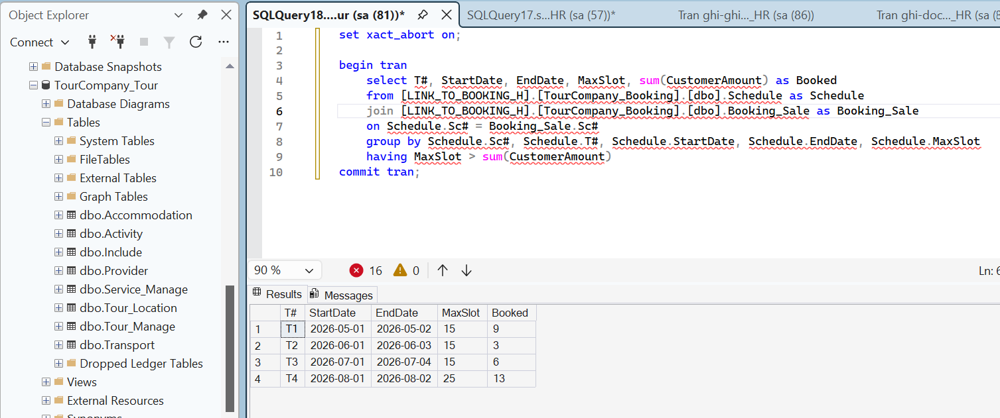 Object Explorer
Connect
Database Snapshots
TourCompany_Tour
Database Diagrams
Tables
System Tables
FileTables
External Tables
Graph Tables
dbo.Accommodation
dbo.Activity
dbo.Include
dbo.Provider
dbo.Service_Manage
dbo.Tour_Location
dbo.Tour_Manage
dbo.Transport
Dropped Ledger Tables
Views
External Resources
Synonyms
SQLQuery18....ur (sa (81))* SQLQuery17.s...HR (sa (57))* Tran ghi-ghi..._HR (sa (86)) Tran ghi-doc..._HR (sa (8
1 set xact_abort on;
2
3 begin tran
4 select T#, StartDate, EndDate, MaxSlot, sum(CustomerAmount) as Booked
5 from [LINK_TO_BOOKING_H].[TourCompany_Booking].[dbo].Schedule as Schedule
6 join [LINK_TO_BOOKING_H].[TourCompany_Booking].[dbo].Booking_Sale as Booking_Sale
7 on Schedule.Sc# = Booking_Sale.Sc#
8 group by Schedule.Sc#, Schedule.T#, Schedule.StartDate, Schedule.EndDate, Schedule.MaxSlot
9 having MaxSlot > sum(CustomerAmount)
10 commit tran;
90 % 16 0 Ln: 6
Results Messages
T# StartDate EndDate MaxSlot Booked
1 T1 2026-05-01 2026-05-02 15 9
2 T2 2026-06-01 2026-06-03 15 3
3 T3 2026-07-01 2026-07-04 15 6
4 T4 2026-08-01 2026-08-02 25 13